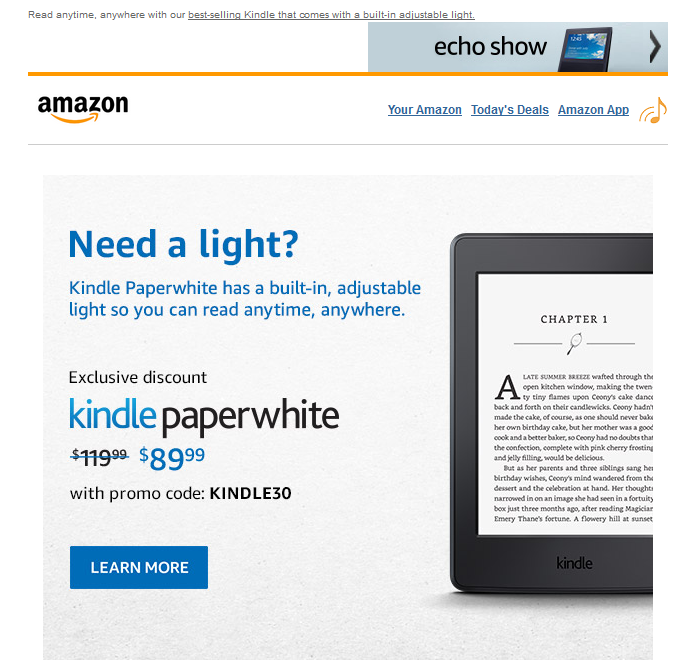 Read anytime, anywhere with our best-selling Kindle that comes with a built-in adjustable light.
echo show
amazon
Your Amazon Today's Deals Amazon App
Need a light?
Kindle Paperwhite has a built-in, adjustable
light so you can read anytime, anywhere.
Exclusive discount
kindle paperwhite
$119.99 $89.99
with promo code: KINDLE30
LEARN MORE
CHAPTER 1
A LATE SUMMER BREEZE wafted through the
open kitchen window, making the twen-
ty tiny flames upon Ceony's cake dance
back and forth on their candlewicks. Ceony hadn't
made the cake, of course, as one should never bake
her own birthday cake, but her mother was a good
cook and a better baker, so Ceony had no doubts that
the confection, complete with pink cherry frosting
and jelly filling, would be delicious.
But as her parents and three siblings sang her
birthday wishes, Ceony's mind wandered from the
dessert and the celebration at hand. Her thoughts
narrowed in on an image she had seen in a fortuity
box just three months ago, after reading Magician
Emery Thane's fortune. A flowery hill at sunset
kindle